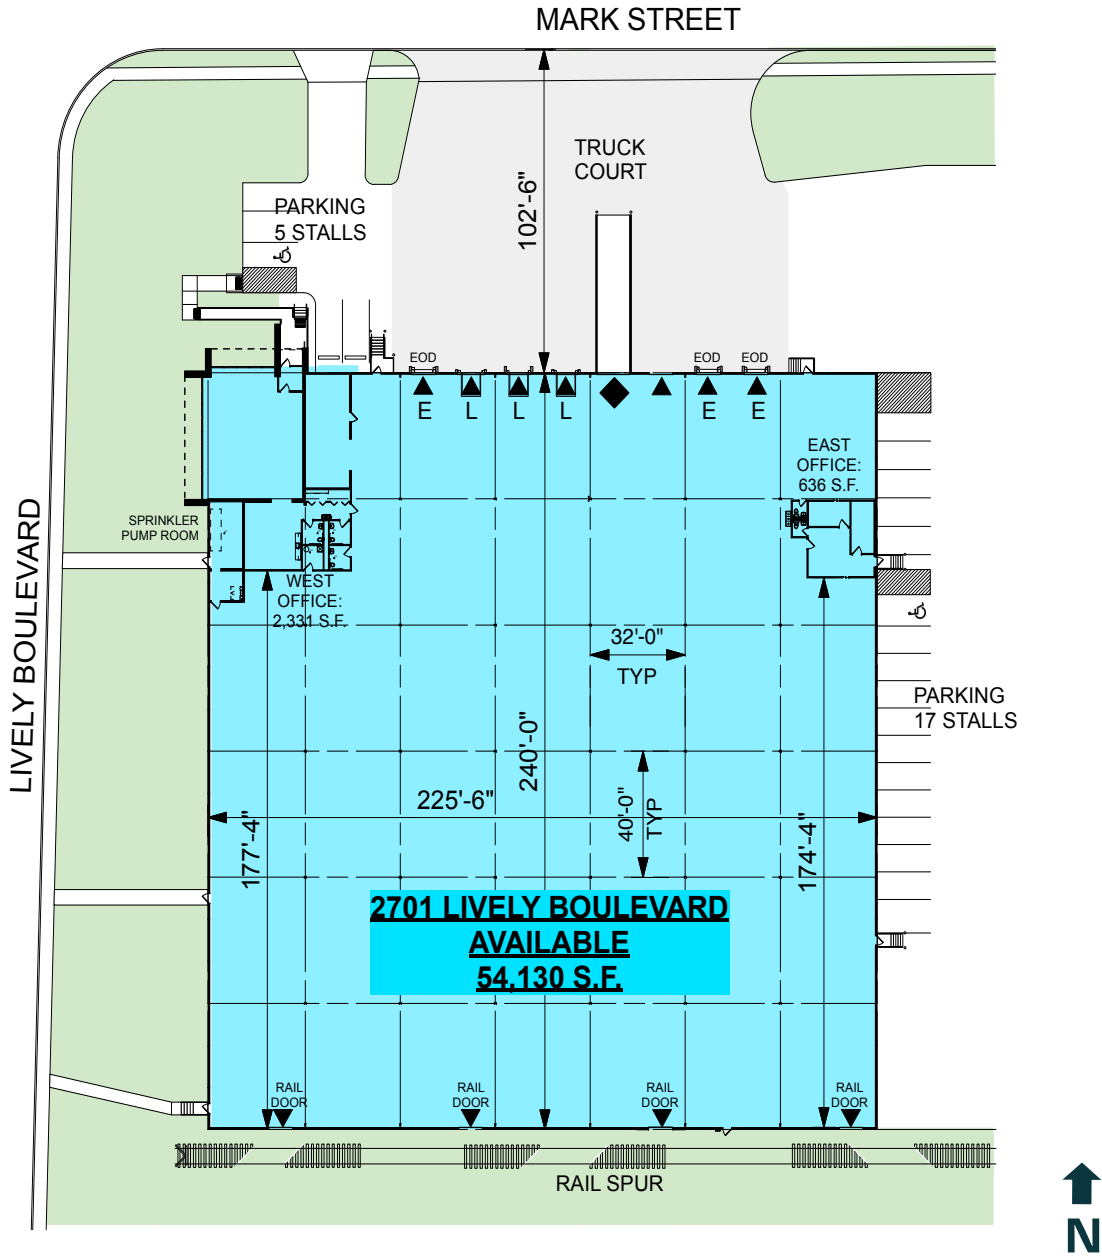 MARK STREET
TRUCK
COURT
102'-6"
PARKING
5 STALLS
EOD
EOD
EOD
E
L
L
L
E
E
EAST
OFFICE:
636 S.F.
SPRINKLER
PUMP ROOM
WEST
OFFICE:
2,331 S.F.
LIVELY BOULEVARD
32'-0"
TYP
PARKING
17 STALLS
240'-0"
225'-6"
40'-0"
TYP
177'-4"
174'-4"
2701 LIVELY BOULEVARD
AVAILABLE
54,130 S.F.
RAIL
DOOR
RAIL
DOOR
RAIL
DOOR
RAIL
DOOR
RAIL SPUR
N